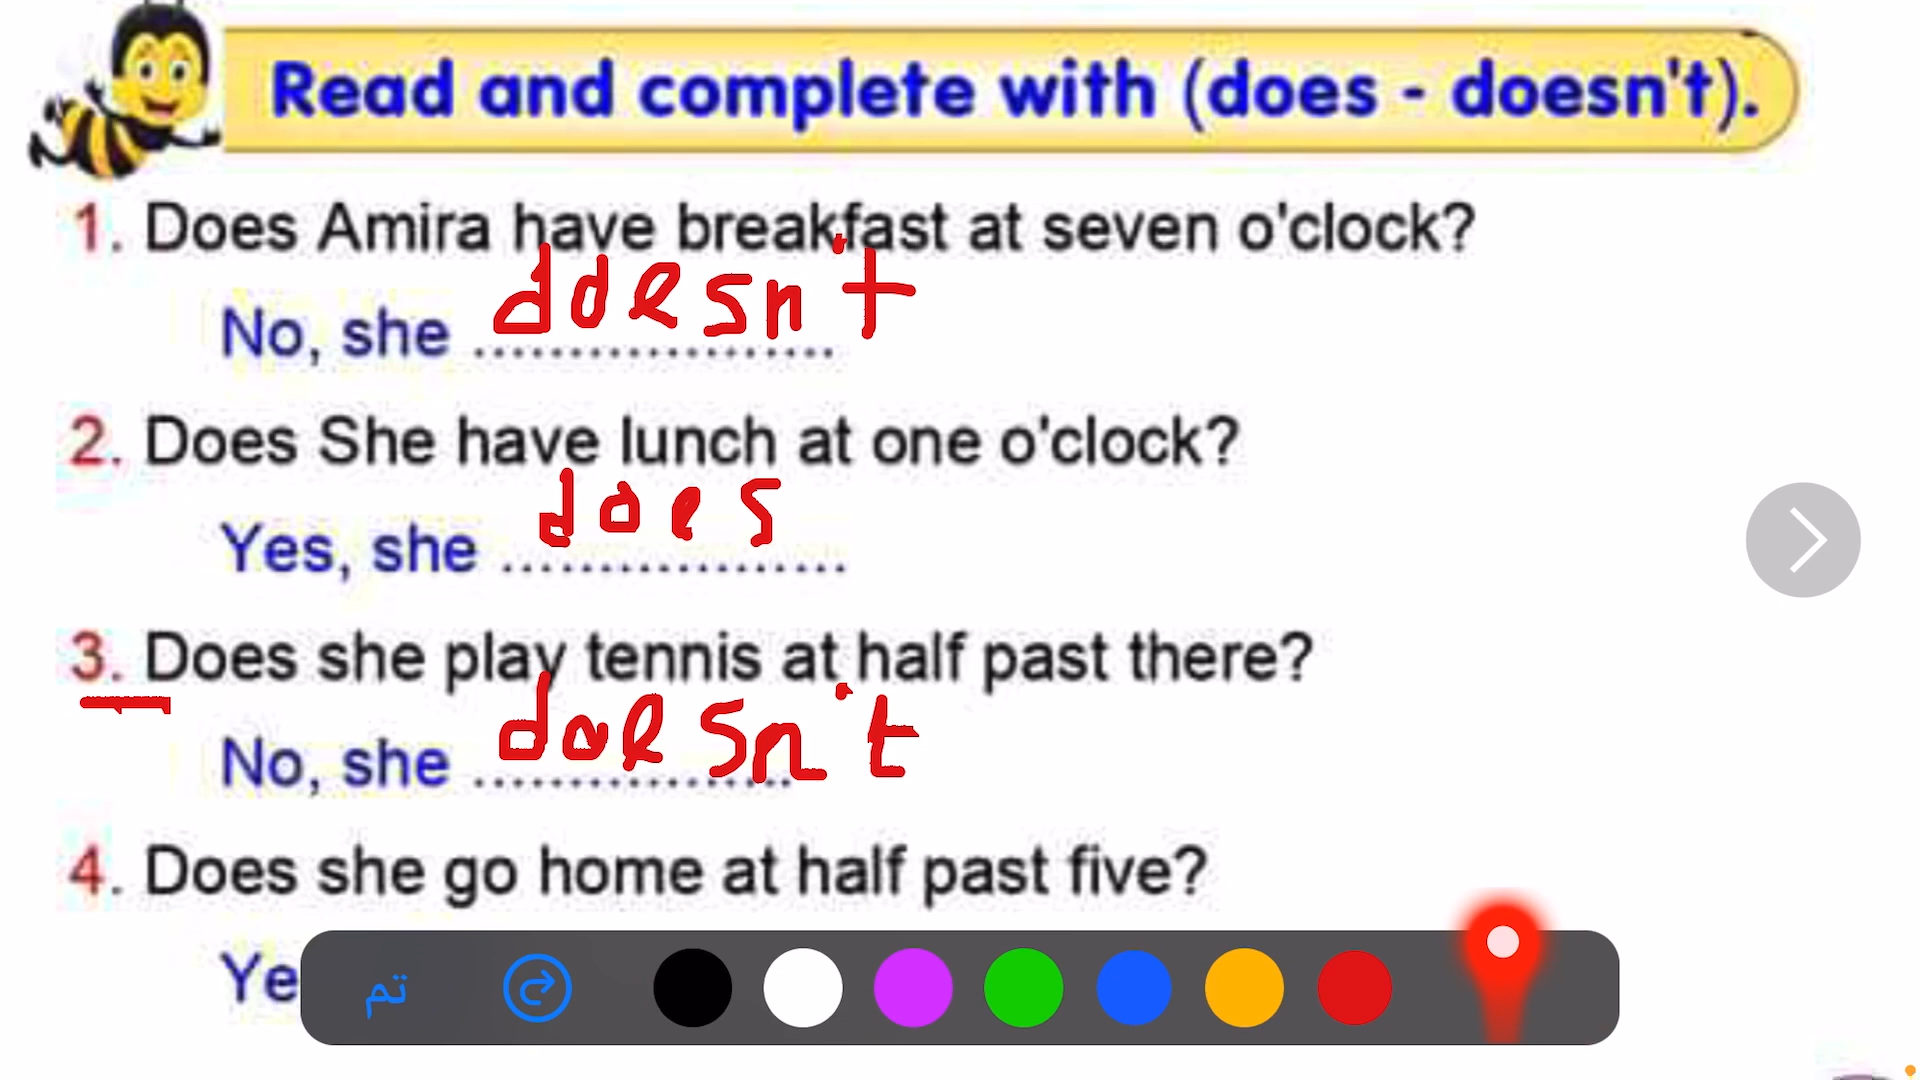 Read and complete with (does - doesn't).
1. Does Amira have breakfast at seven o'clock?
No, she doesn't ...................
2. Does She have lunch at one o'clock?
Yes, she does ..................
3. Does she play tennis at half past there?
No, she doesn't .................
4. Does she go home at half past five?
Ye
تم